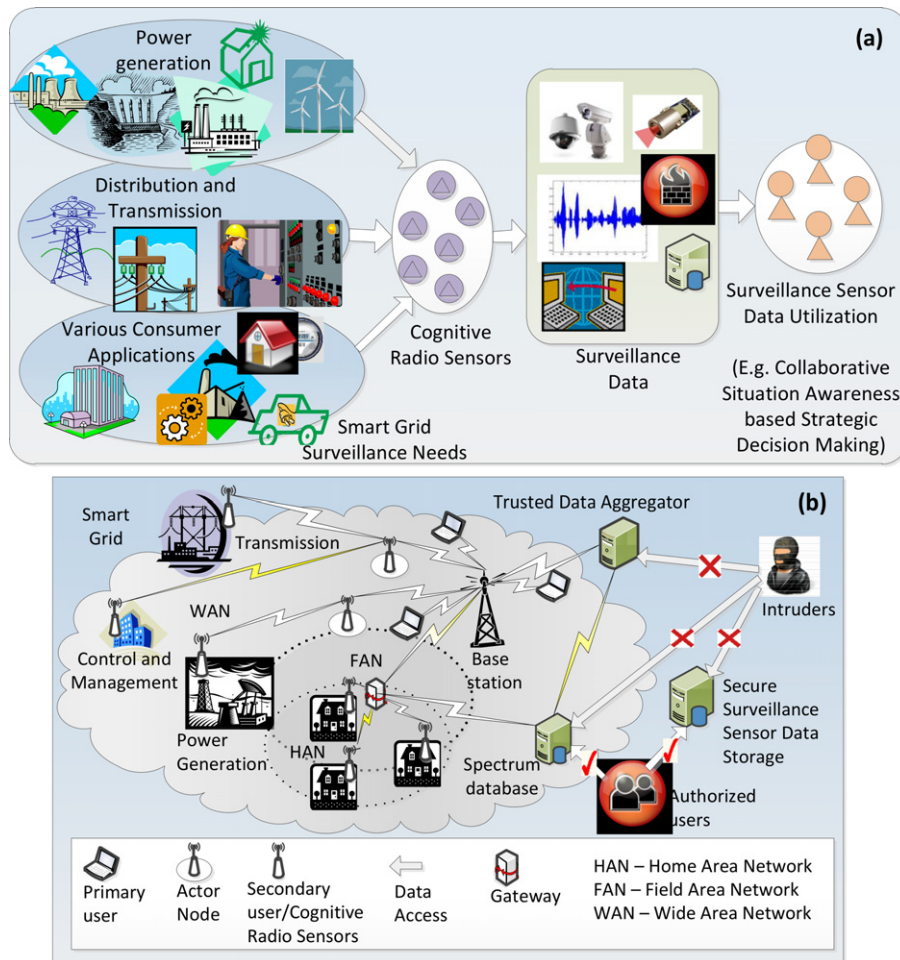 Power
generation
(a)
Distribution and
Transmission
Various Consumer
Applications
Smart Grid
Surveillance Needs
Cognitive
Radio Sensors
Surveillance
Data
Surveillance Sensor
Data Utilization
(E.g. Collaborative
Situation Awareness
based Strategic
Decision Making)
(b)
Smart
Grid
Transmission
Trusted Data Aggregator
Intruders
WAN
Control and
Management
FAN
Base
station
Power
Generation
HAN
Spectrum
database
Secure
Surveillance
Sensor Data
Storage
Authorized
users
Primary
user
Actor
Node
Secondary
user/Cognitive
Radio Sensors
Data
Access
Gateway
HAN – Home Area Network
FAN – Field Area Network
WAN – Wide Area Network